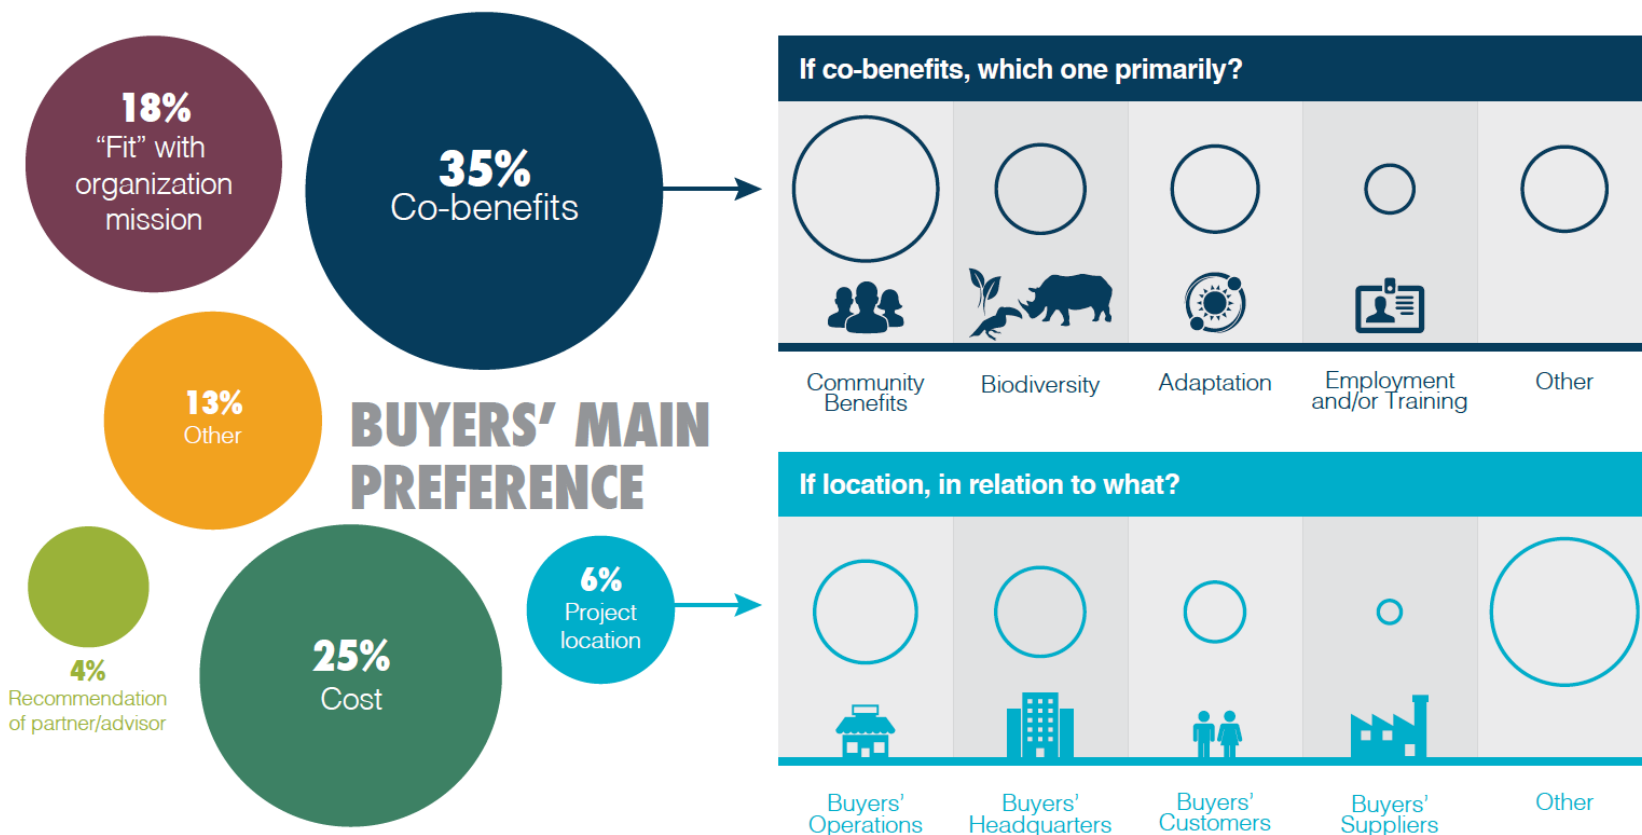 18%
“Fit” with
organization
mission
35%
Co-benefits
13%
Other
BUYERS’ MAIN
PREFERENCE
4%
Recommendation
of partner/advisor
25%
Cost
6%
Project
location
If co-benefits, which one primarily?
Community
Benefits
Biodiversity
Adaptation
Employment
and/or Training
Other
If location, in relation to what?
Buyers’
Operations
Buyers’
Headquarters
Buyers’
Customers
Buyers’
Suppliers
Other